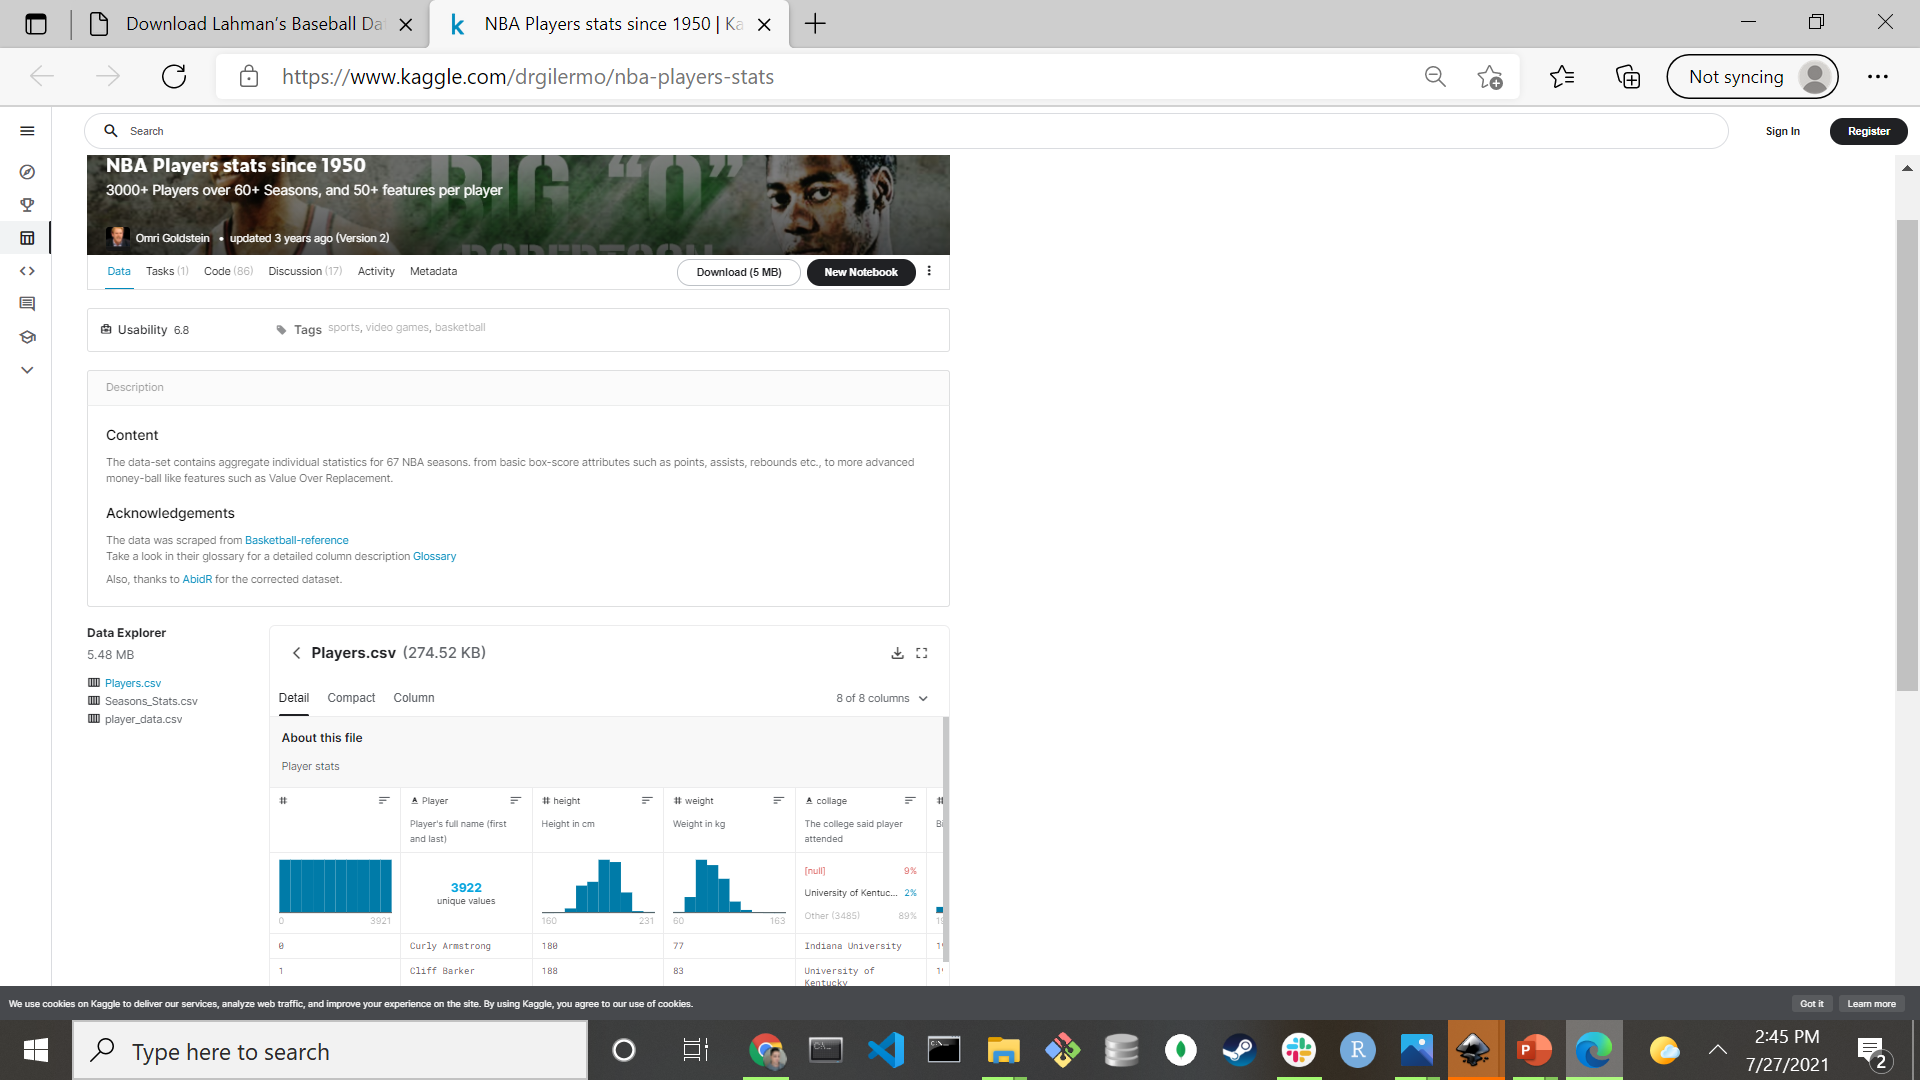 Download Lahman's Baseball Da
NBA Players stats since 1950 | Ka
https://www.kaggle.com/drgilermo/nba-players-stats
Not syncing
Search
Sign In
Register
BIG "O"
NBA Players stats since 1950
3000+ Players over 60+ Seasons, and 50+ features per player
Omri Goldstein • updated 3 years ago (Version 2)
Data Tasks (1) Code (86) Discussion (17) Activity Metadata
Download (5 MB)
New Notebook
Usability 6.8
Tags sports, video games, basketball
Description
Content
The data-set contains aggregate individual statistics for 67 NBA seasons. from basic box-score attributes such as points, assists, rebounds etc., to more advanced
money-ball like features such as Value Over Replacement.
Acknowledgements
The data was scraped from Basketball-reference
Take a look in their glossary for a detailed column description Glossary
Also, thanks to AbidR for the corrected dataset.
Data Explorer
5.48 MB
Players.csv
Seasons_Stats.csv
player_data.csv
Players.csv (274.52 KB)
Detail Compact Column
8 of 8 columns
About this file
Player stats
# Player # height # weight collage #
Player's full name (first
and last)
Height in cm
Weight in kg
The college said player
attended
0 3921
3922
unique values
160 231
60 163
[null] 9%
University of Kentuc... 2%
Other (3485) 89%
0 Curly Armstrong 180 77 Indiana University
1 Cliff Barker 188 83 University of
Kentucky
We use cookies on Kaggle to deliver our services, analyze web traffic, and improve your experience on the site. By using Kaggle, you agree to our use of cookies.
Got it
Learn more
Type here to search
2:45 PM
7/27/2021
2